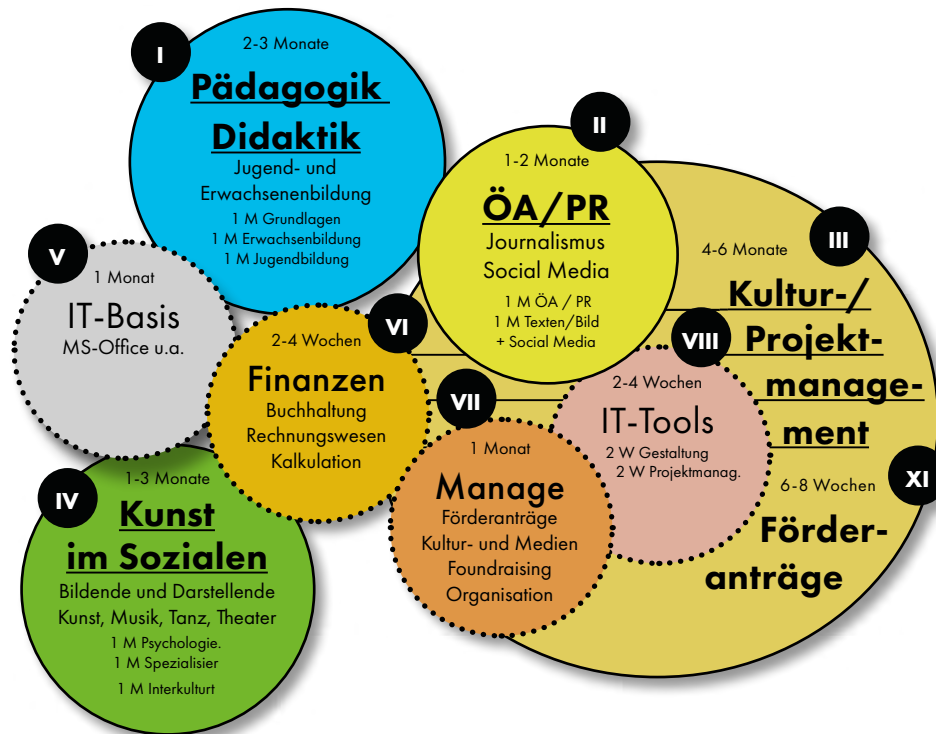 I
2-3 Monate
Pädagogik
Didaktik
Jugend- und
Erwachsenenbildung
1 M Grundlagen
1 M Erwachsenbildung
1 M Jugendbildung
II
1-2 Monate
ÖA/PR
Journalismus
Social Media
1 M ÖA / PR
1 M Texten/Bild
+ Social Media
III
4-6 Monate
Kultur-/
Projekt-
manage-
ment
V
1 Monat
IT-Basis
MS-Office u.a.
VI
2-4 Wochen
Finanzen
Buchhaltung
Rechnungswesen
Kalkulation
VIII
2-4 Wochen
IT-Tools
2 W Gestaltung
2 W Projektmanag.
VII
1 Monat
Manage
Förderanträge
Kultur- und Medien
Foundraising
Organisation
XI
6-8 Wochen
Förder-
anträge
IV
1-3 Monate
Kunst
im Sozialen
Bildende und Darstellende
Kunst, Musik, Tanz, Theater
1 M Psychologie.
1 M Spezialisier
1 M Interkulturt